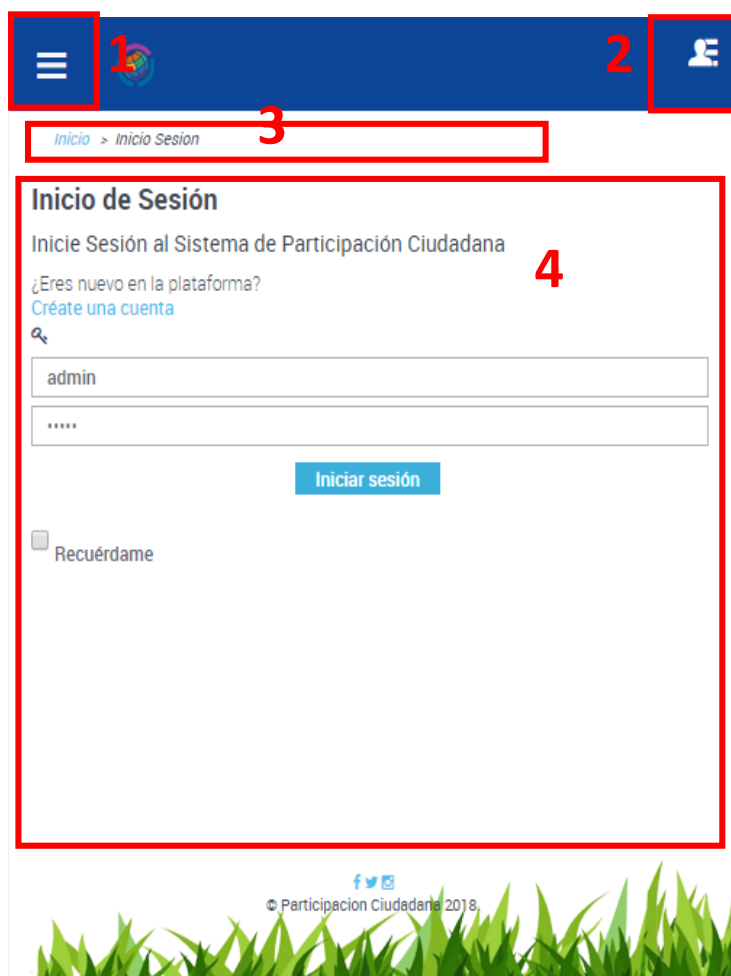 1
2
3
Inicio > Inicio Sesion
Inicio de Sesión
Inicie Sesión al Sistema de Participación Ciudadana
4
¿Eres nuevo en la plataforma?
Créate una cuenta
admin
•••••
Iniciar sesión
Recuérdame
© Participacion Ciudadana 2018.